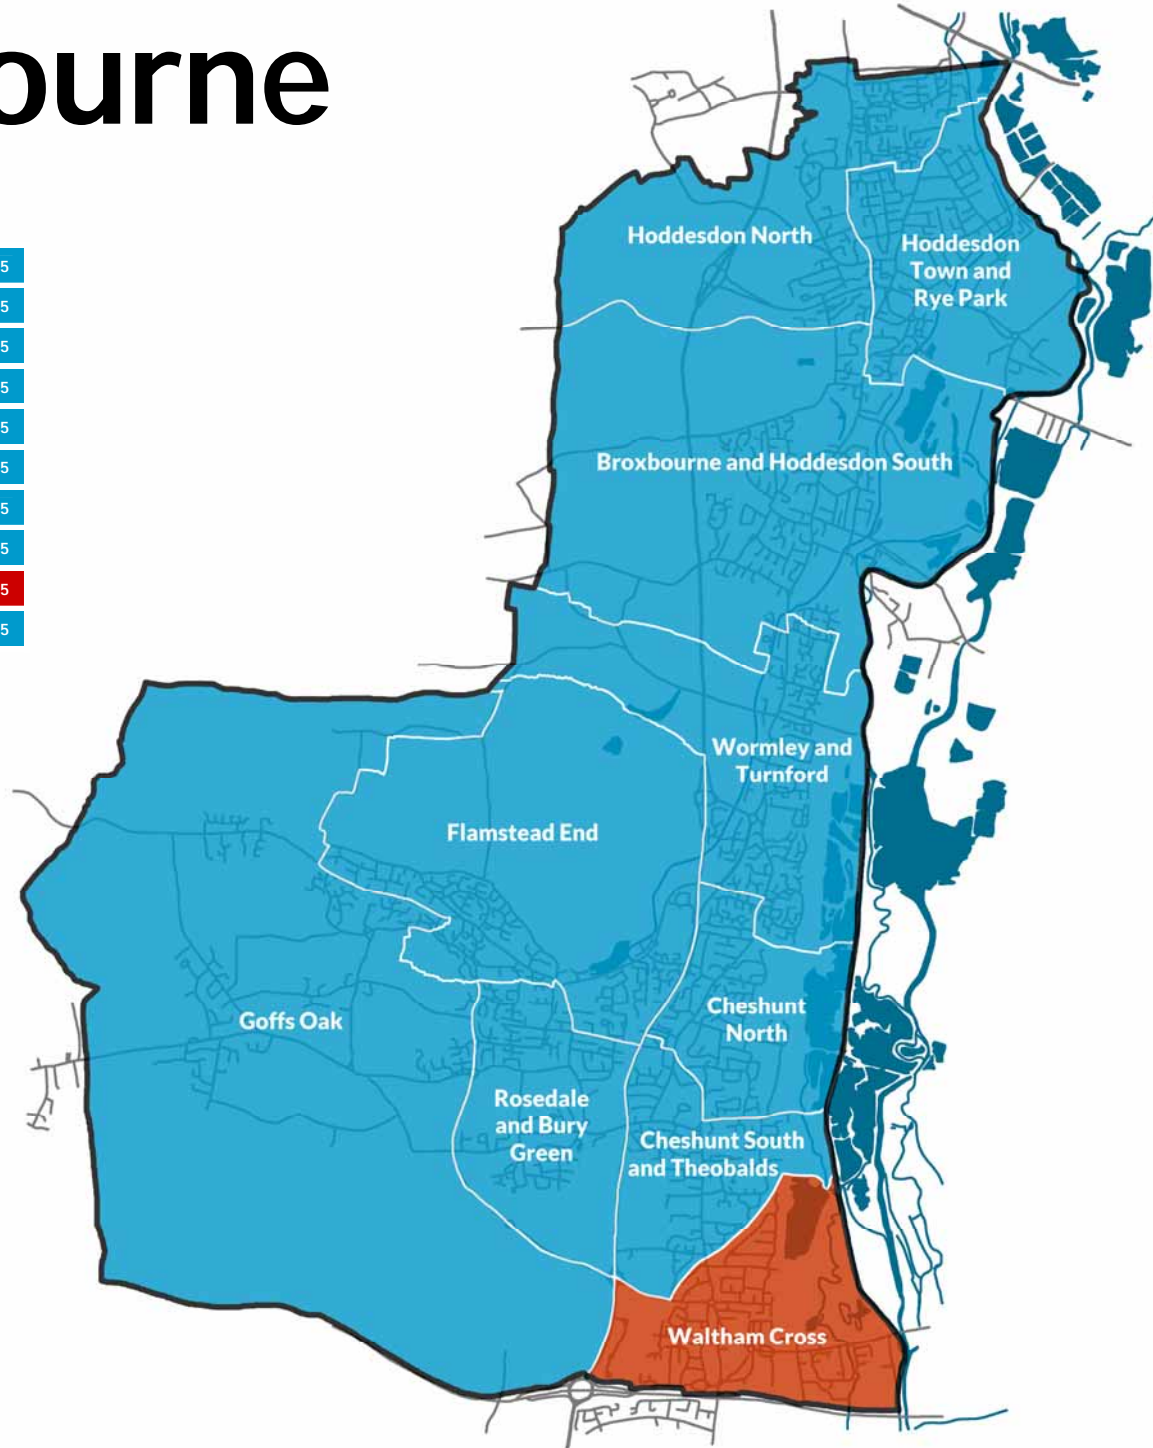 ourne
5
5
5
5
5
5
5
5
5
5
Hoddesdon North
Hoddesdon
Town and
Rye Park
Broxbourne and Hoddesdon South
Wormley and
Turnford
Flamstead End
Cheshunt
North
Goffs Oak
Rosedale
and Bury
Green
Cheshunt South
and Theobalds
Waltham Cross